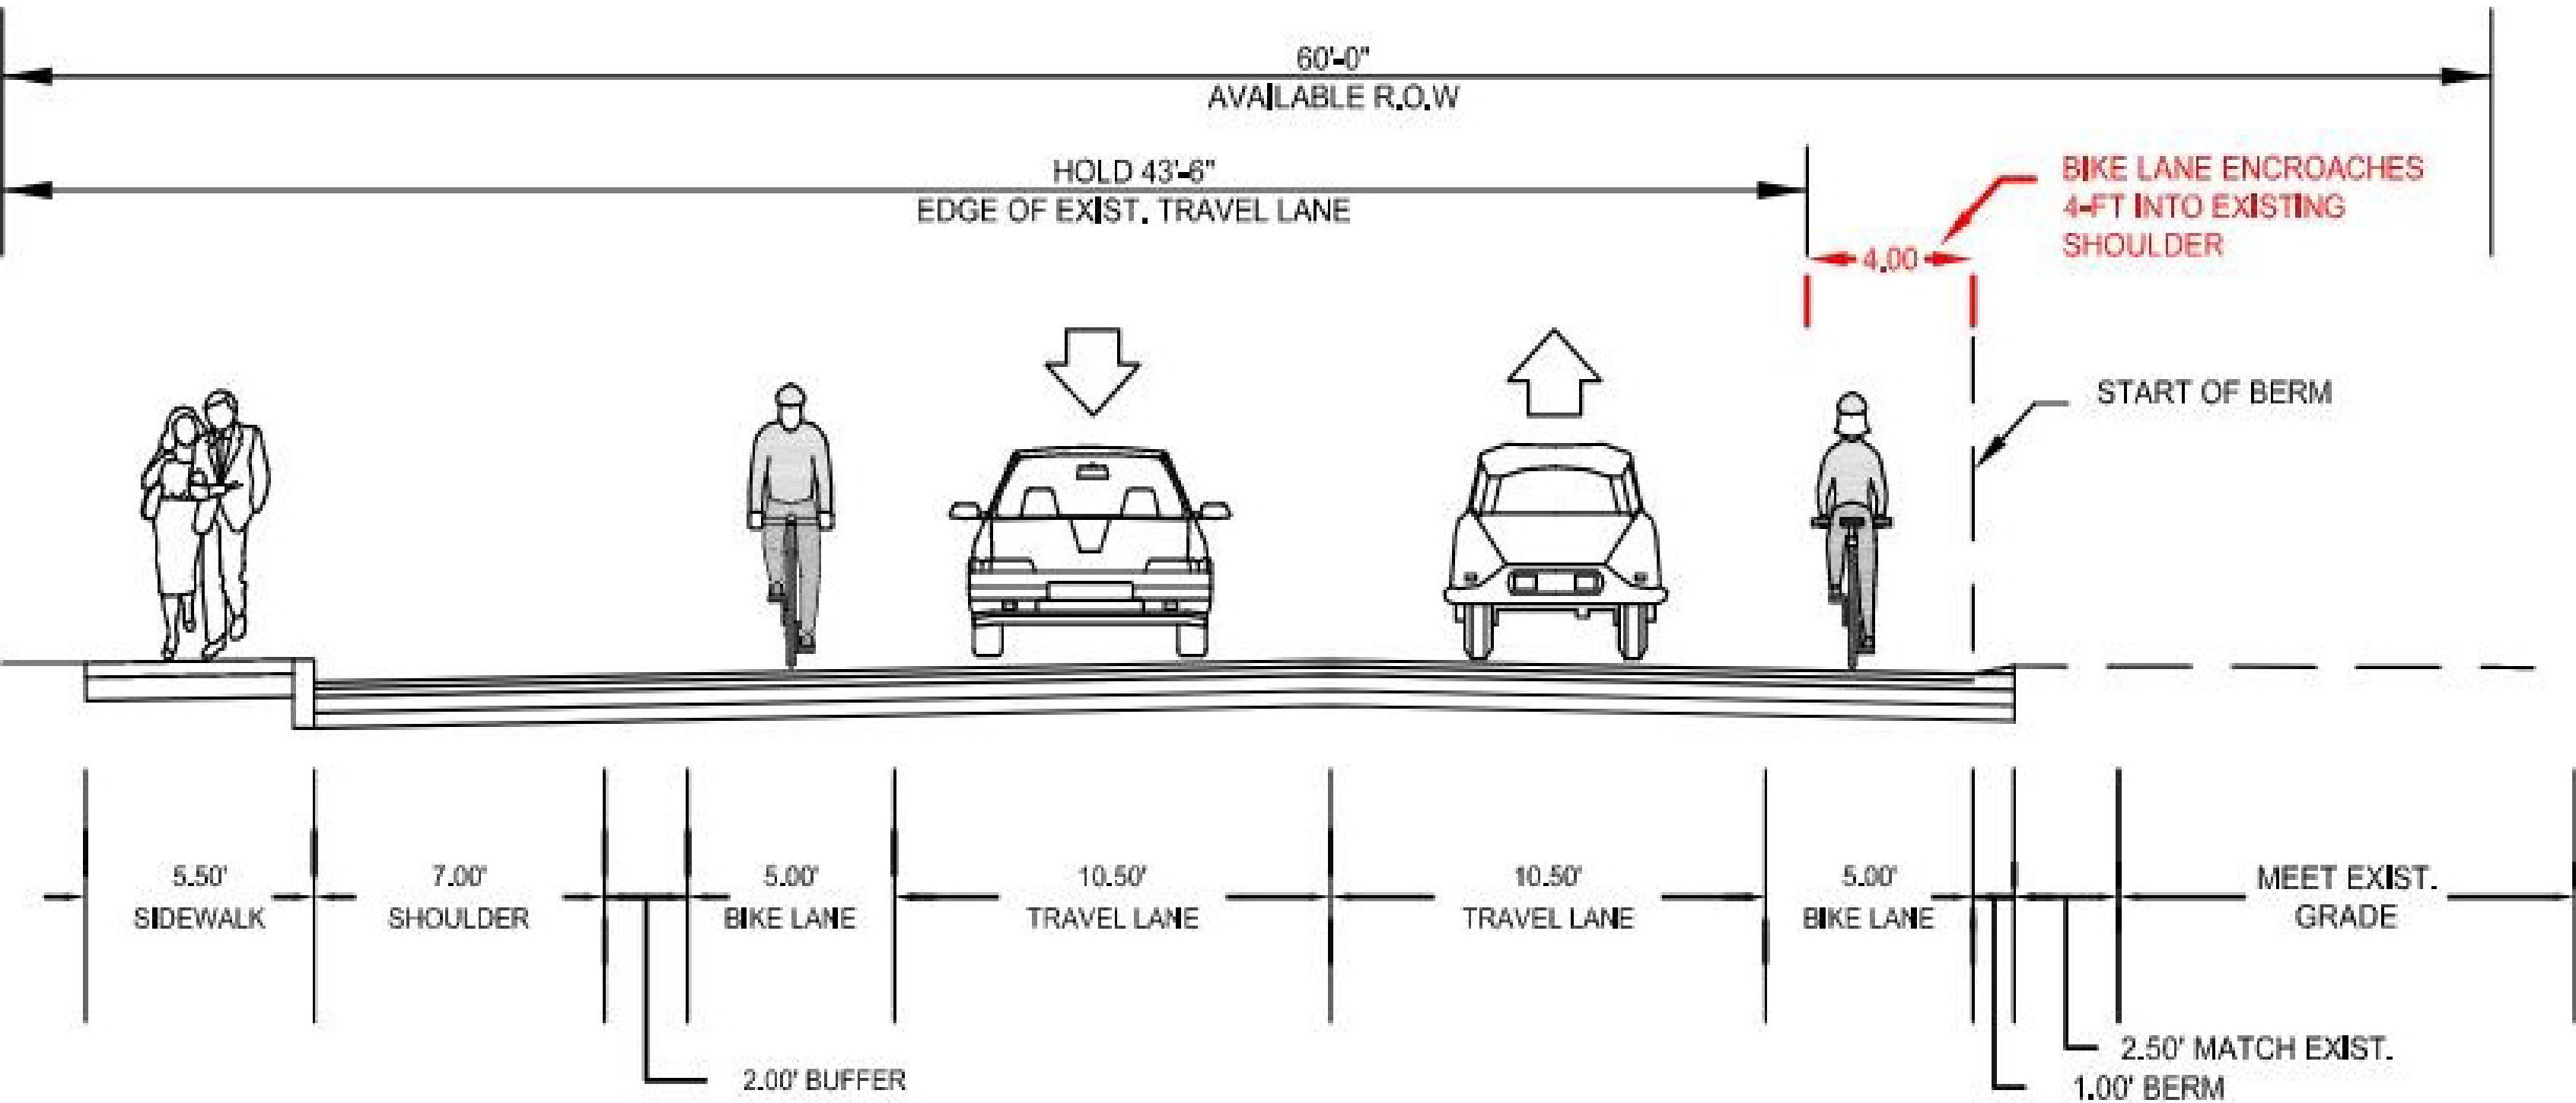 60'-0"
AVAILABLE R.O.W
HOLD 43'-6"
EDGE OF EXIST. TRAVEL LANE
BIKE LANE ENCROACHES
4-FT INTO EXISTING
SHOULDER
4.00
START OF BERM
5.50'
SIDEWALK
7.00'
SHOULDER
5.00'
BIKE LANE
10.50'
TRAVEL LANE
10.50'
TRAVEL LANE
5.00'
BIKE LANE
MEET EXIST.
GRADE
2.00' BUFFER
2.50' MATCH EXIST.
1.00' BERM